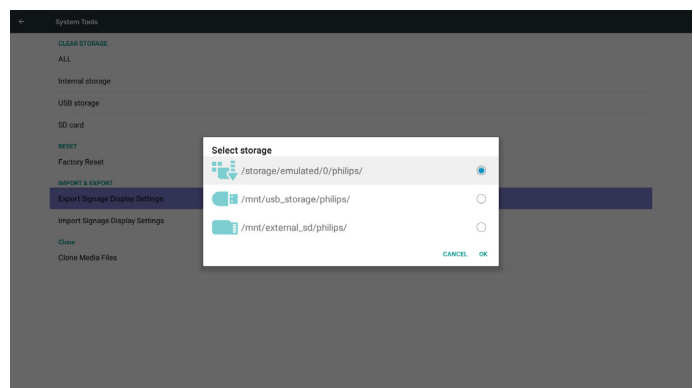 System Tools
CLEAR STORAGE
ALL
Internal storage
USB storage
SD card
RESET
Factory Reset
IMPORT & EXPORT
Export Signage Display Settings
Import Signage Display Settings
Clone
Clone Media Files
Select storage
/storage/emulated/0/philips/
/mnt/usb_storage/philips/
/mnt/external_sd/philips/
CANCEL OK